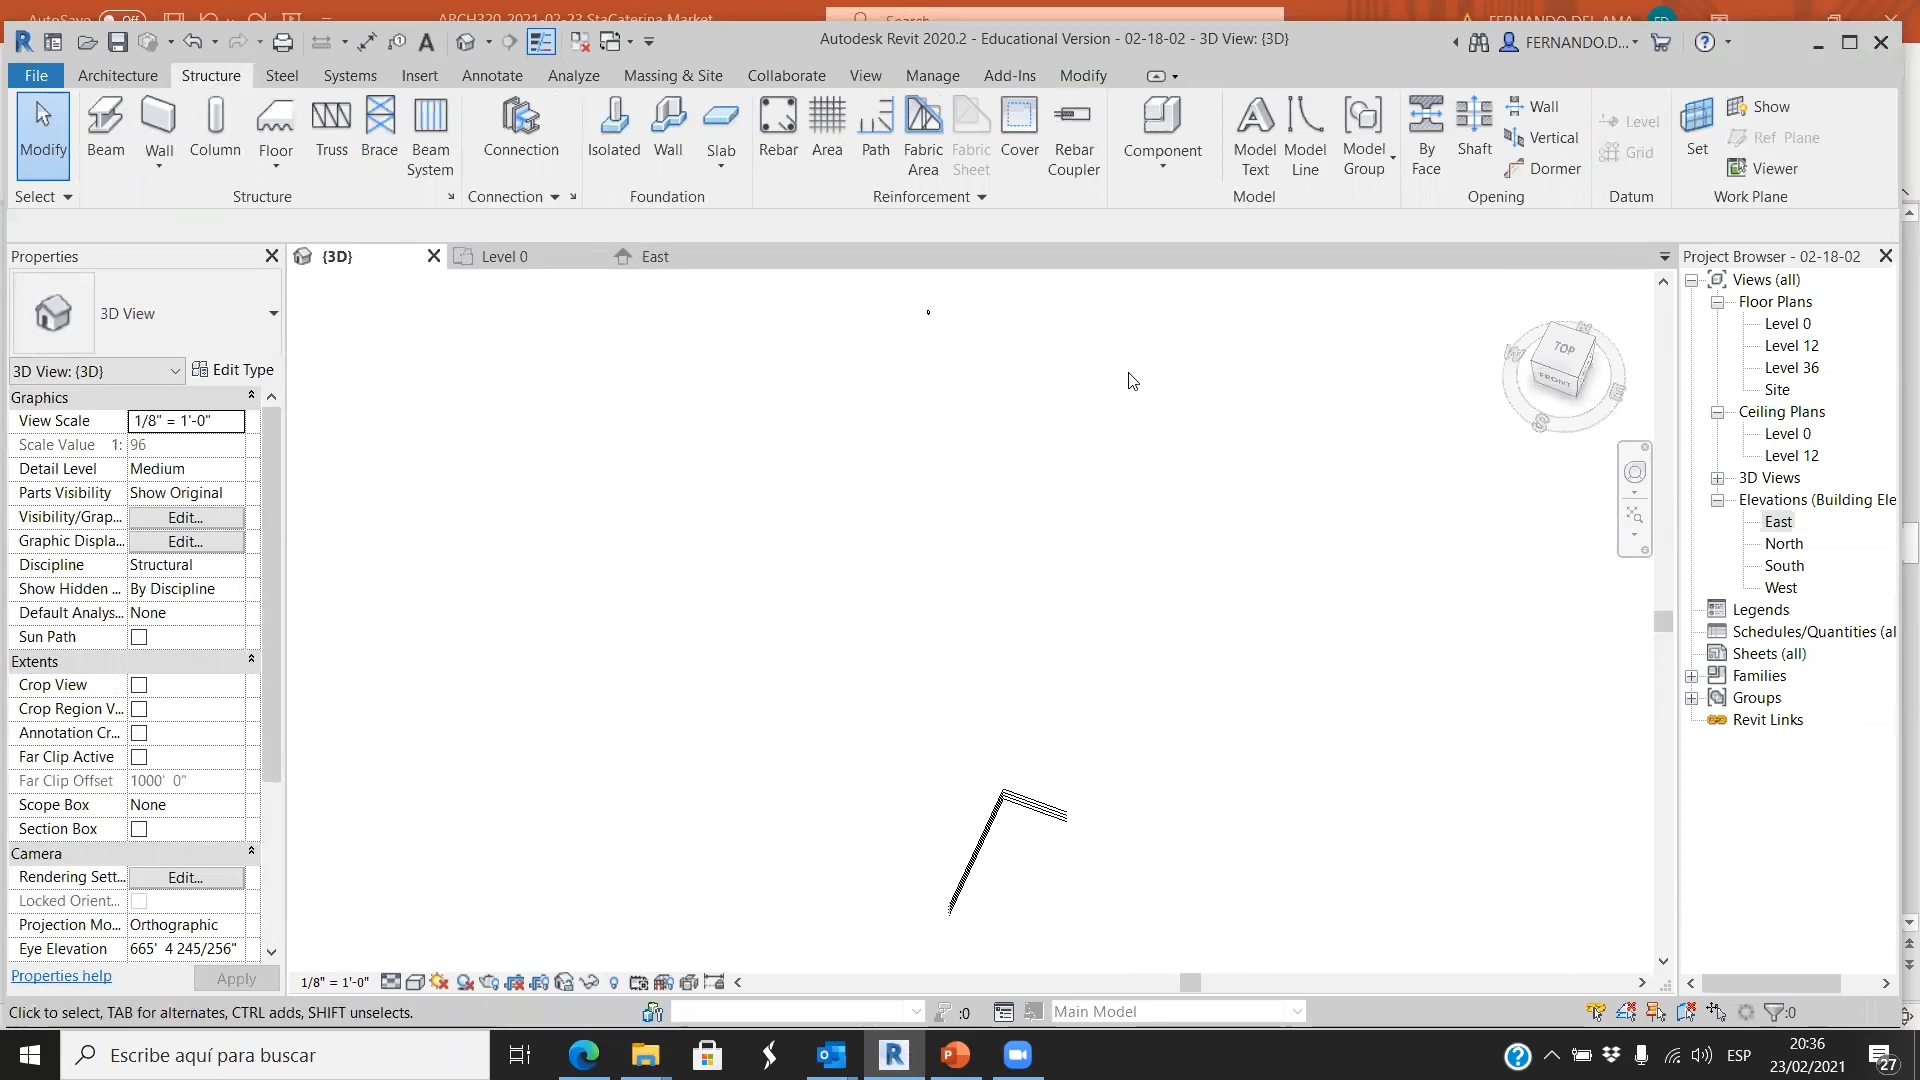 AutoSave Off ARCH320_2021-02-23_StaCaterina Market Search FERNANDO DEL AMA FD
Autodesk Revit 2020.2 - Educational Version - 02-18-02 - 3D View: {3D} FERNANDO.D...
File Architecture Structure Steel Systems Insert Annotate Analyze Massing & Site Collaborate View Manage Add-Ins Modify
Modify Beam Wall Column Floor Truss Brace Beam System Connection Isolated Wall Slab Rebar Area Path Fabric Area Fabric Sheet Cover Rebar Coupler Component Model Text Model Line Model Group By Face Shaft Wall Vertical Dormer Level Grid Set Show Ref Plane Viewer
Select Structure Connection Foundation Reinforcement Model Opening Datum Work Plane
Properties
3D View
3D View: {3D} Edit Type
Graphics
View Scale 1/8" = 1'-0"
Scale Value 1: 96
Detail Level Medium
Parts Visibility Show Original
Visibility/Grap... Edit...
Graphic Displa... Edit...
Discipline Structural
Show Hidden ... By Discipline
Default Analys... None
Sun Path
Extents
Crop View
Crop Region V...
Annotation Cr...
Far Clip Active
Far Clip Offset 1000' 0"
Scope Box None
Section Box
Camera
Rendering Sett... Edit...
Locked Orient...
Projection Mo... Orthographic
Eye Elevation 665' 4 245/256"
Properties help Apply
{3D} Level 0 East
TOP
FRONT
N
W
E
S
1/8" = 1'-0"
Project Browser - 02-18-02
Views (all)
Floor Plans
Level 0
Level 12
Level 36
Site
Ceiling Plans
Level 0
Level 12
3D Views
Elevations (Building Ele
East
North
South
West
Legends
Schedules/Quantities (al
Sheets (all)
Families
Groups
Revit Links
Click to select, TAB for alternates, CTRL adds, SHIFT unselects. :0 Main Model :0
Escribe aquí para buscar
ESP
20:36
23/02/2021
27